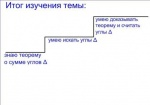 Итог изучения темы:
умею доказывать
теорему и считать
углы Δ
умею искать углы Δ
знаю теорему
о сумме углов Δ